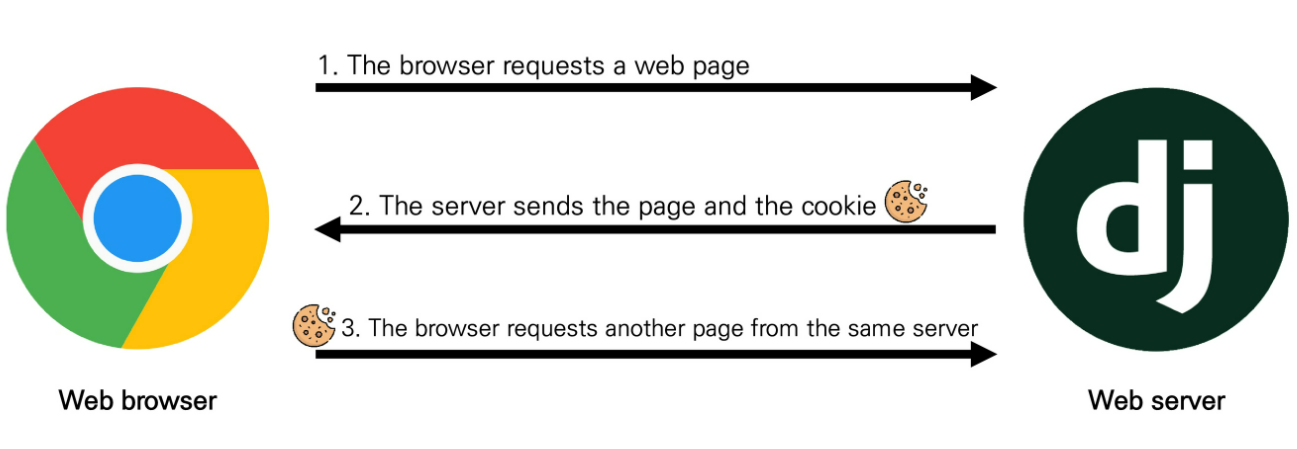 1. The browser requests a web page
2. The server sends the page and the cookie
3. The browser requests another page from the same server
dj
Web browser
Web server